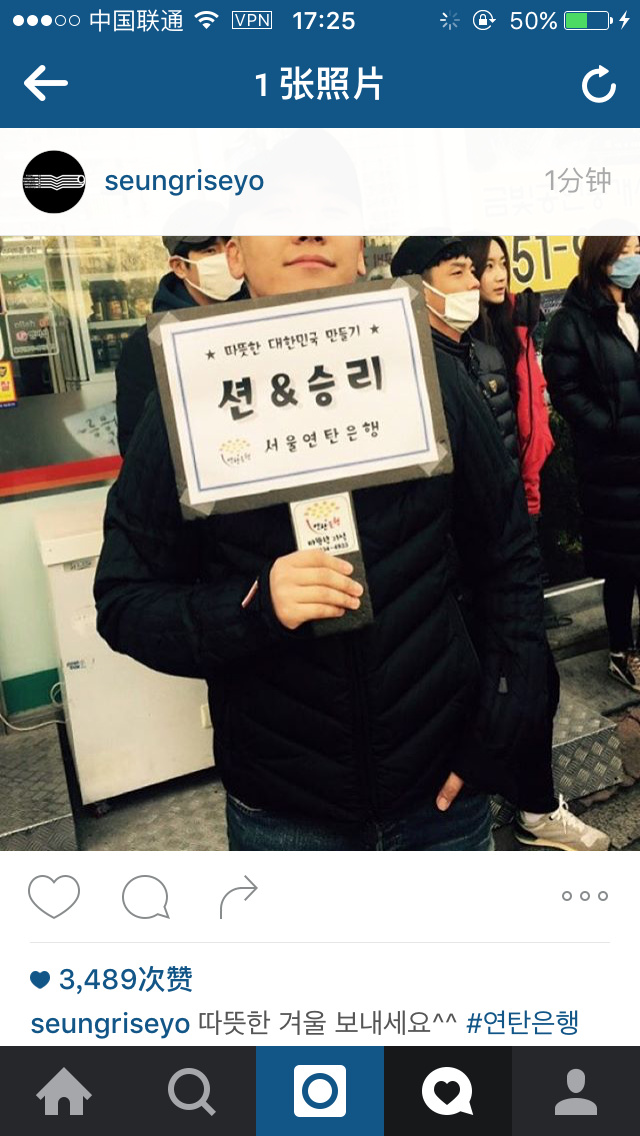 中国联通 VPN 17:25 50%
1 张照片
seungriseyo 1分钟
51-
★ 따뜻한 대한민국 만들기 ★
션 & 승리
서울연탄은행
3,489次赞
seungriseyo 따뜻한 겨울 보내세요^^ #연탄은행